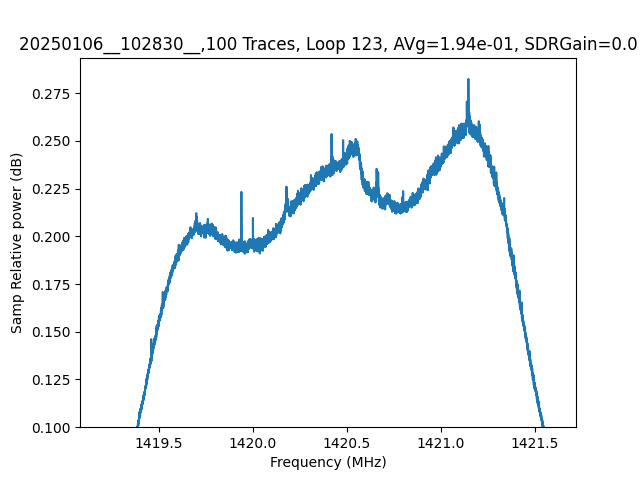 20250106__102830__,100 Traces, Loop 123, AVg=1.94e-01, SDRGain=0.0
0.275
0.250
0.225
0.200
0.175
0.150
0.125
0.100
Samp Relative power (dB)
1419.5 1420.0 1420.5 1421.0 1421.5
Frequency (MHz)